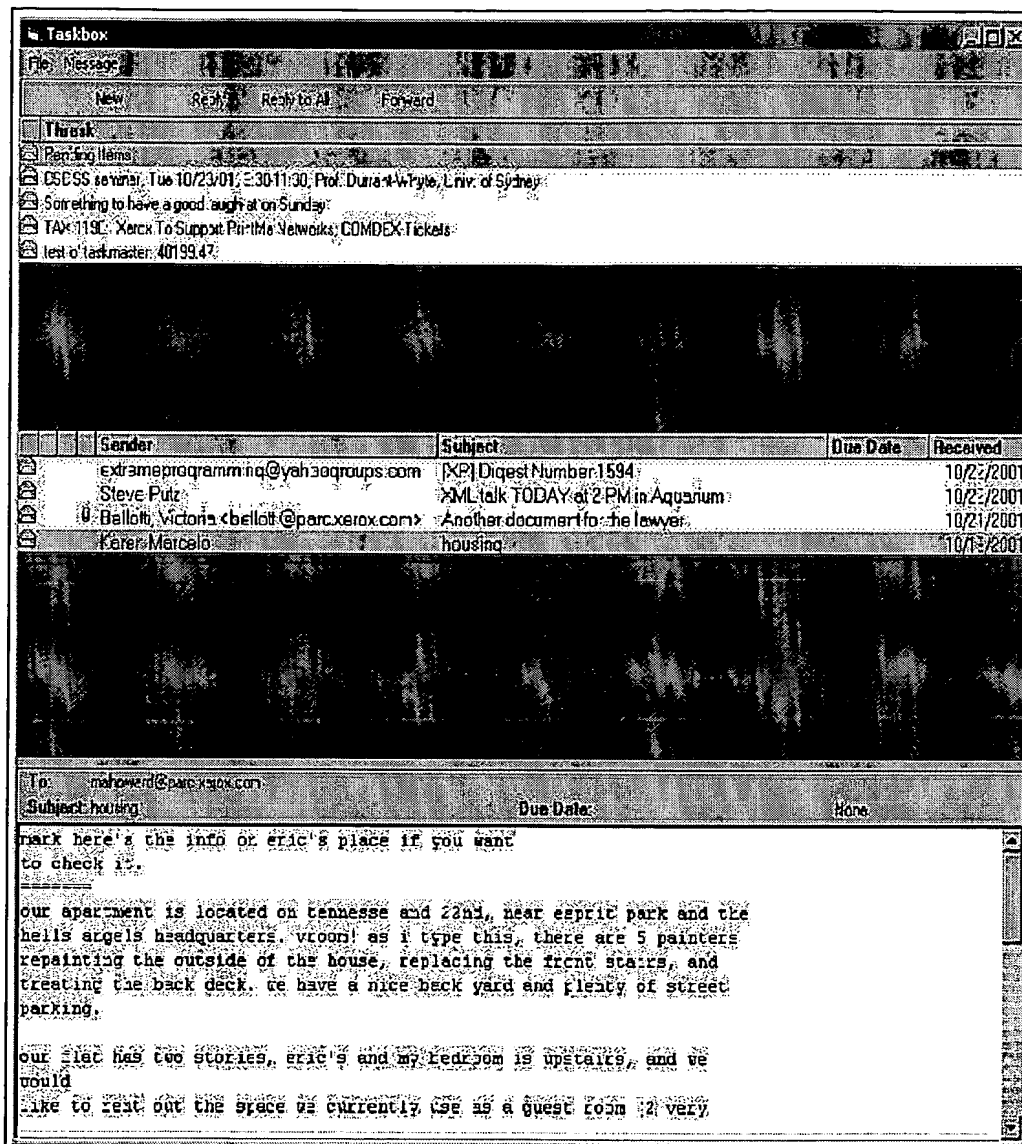 Taskbox
File Message
New Reply Reply to All Forward
Thrask
Pending Items
CSCSS seminar, Tue 10/23/01, :30-11:30, Prof. Durrant-Whyte, Univ. of Sydney
Something to have a good laugh at on Sunday
TAX Xerox To Support PrintMe Networks; COMDEX Tickets
test o taskmaster 40199.47
Sender Subject Due Date Received
extremeprogramming@yahoogroups.com [XP] Digest Number 1594
Steve Putz XML talk TODAY at 2 PM in Aquarium
Bellotti, Victoria <bellotti@parc.xerox.com> Another document for the lawyer 10/21/2001
Karen Marcelo housing
To: mahoward@parc.xerox.com
Subject: housing Due Date: None
mark here's the info on eric's place if you want
to check it.
=======
our apartment is located on tennesse and 22nd, near esprit park and the
hells angels headquarters. vroom! as i type this, there are 5 painters
repainting the outside of the house, replacing the front stairs, and
treating the back deck. we have a nice back yard and plenty of street
parking.
our flat has two stories, eric's and my bedroom is upstairs, and we
would
like to rent out the space we currently use as a guest room (2 very